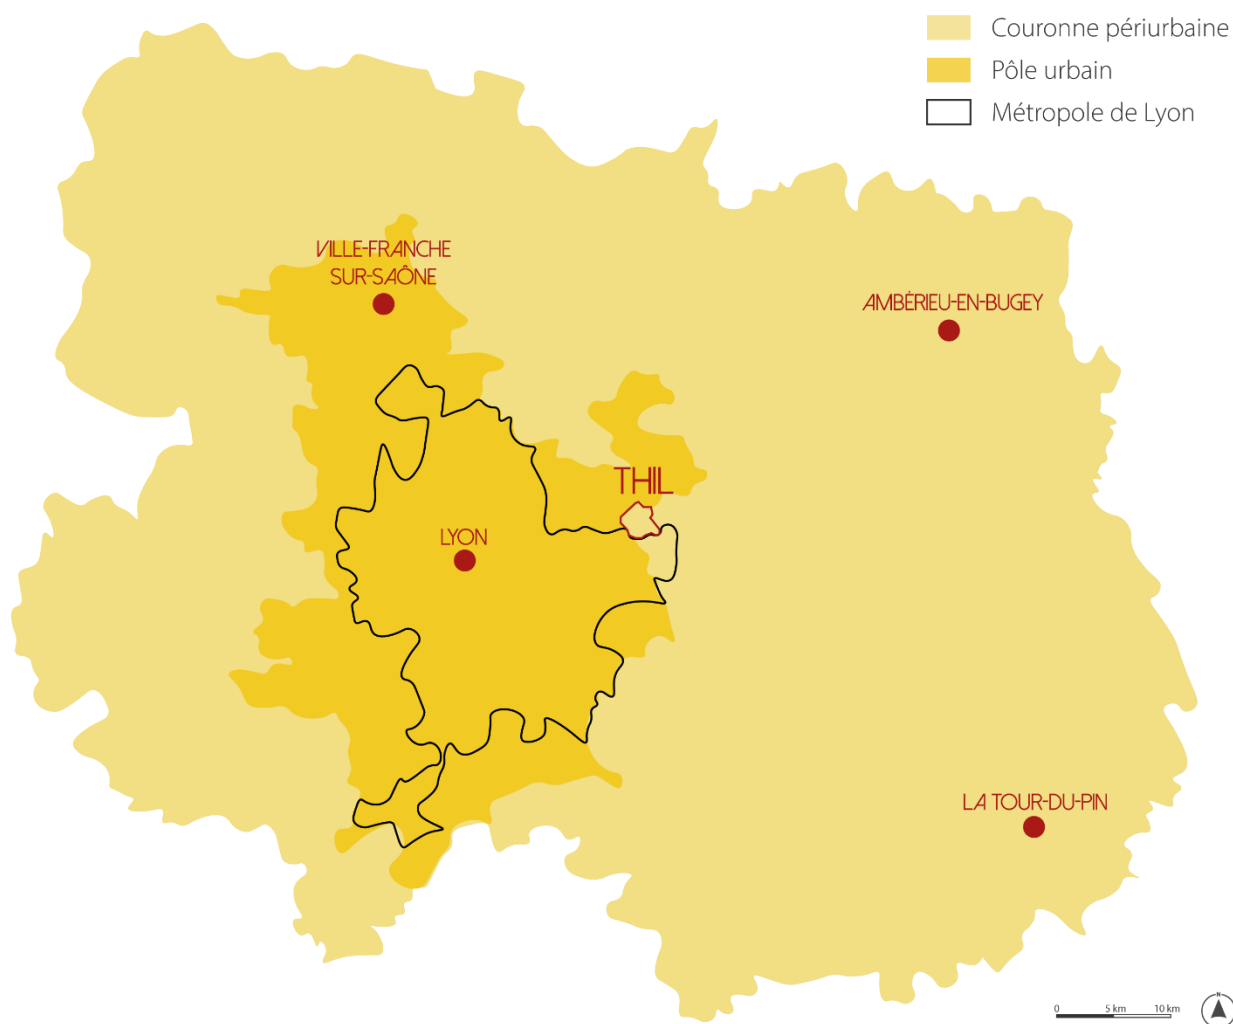 Couronne périurbaine
Pôle urbain
Métropole de Lyon
VILLE-FRANCHE
SUR-SAÔNE
AMBÉRIEU-EN-BUGEY
THIL
LYON
LA TOUR-DU-PIN
0 5 km 10 km
N